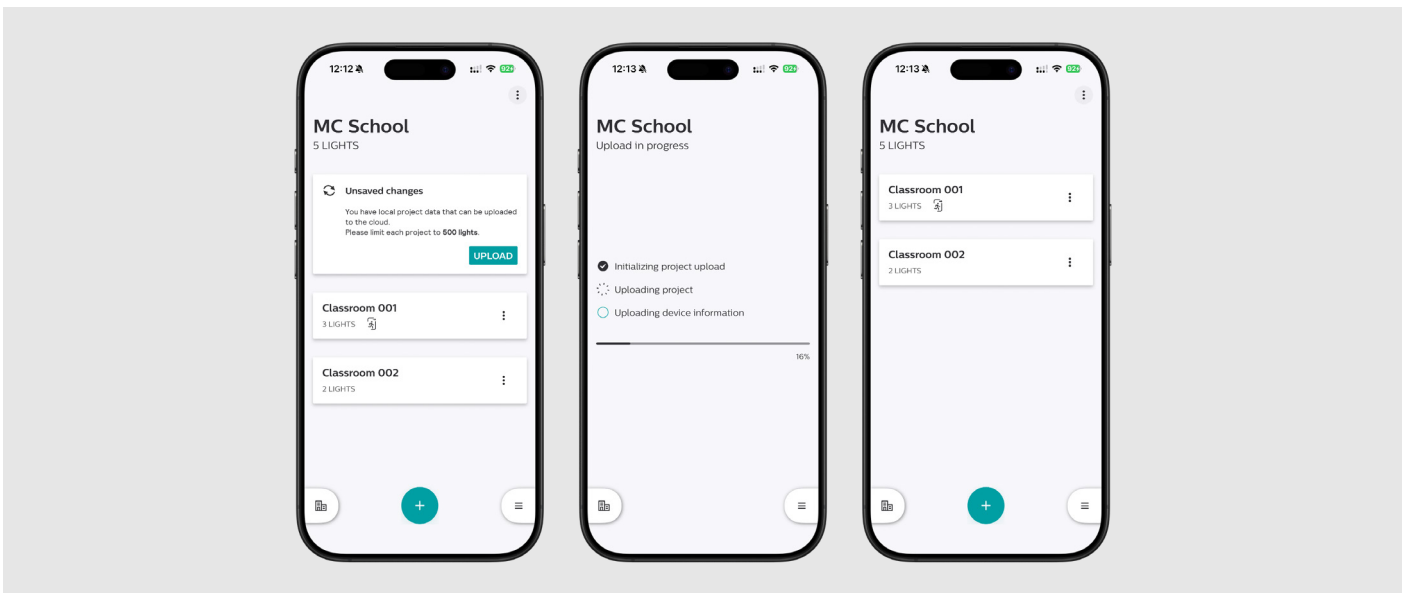 12:12
92
MC School
5 LIGHTS
Unsaved changes
You have local project data that can be uploaded
to the cloud.
Please limit each project to 500 lights.
UPLOAD
Classroom 001
3 LIGHTS
Classroom 002
2 LIGHTS
12:13
92
MC School
Upload in progress
Initializing project upload
Uploading project
Uploading device information
16%
12:13
92
MC School
5 LIGHTS
Classroom 001
3 LIGHTS
Classroom 002
2 LIGHTS